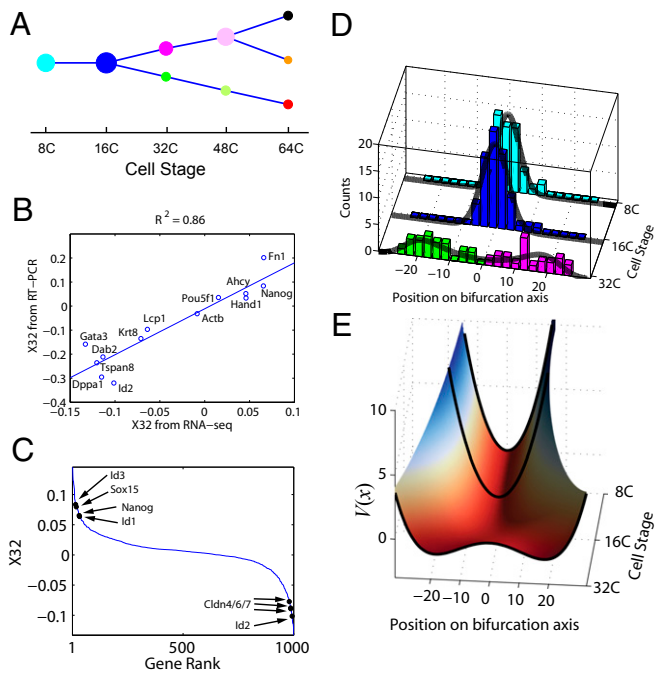 A
8C 16C 32C 48C 64C
Cell Stage
B
R² = 0.86
X32 from RT−PCR
0.2
0.1
0
−0.1
−0.2
−0.3
−0.4
Fn1
Ahcy
Nanog
Pou5f1
Hand1
Actb
Lcp1
Krt8
Gata3
Dab2
Tspan8
Dppa1
Id2
−0.15 −0.1 −0.05 0 0.05 0.1
X32 from RNA−seq
C
X32
0.1
0.05
0
−0.05
−0.1
Id3
Sox15
Nanog
Id1
Cldn4/6/7
Id2
1 500 1000
Gene Rank
D
Counts
20
15
10
5
0
−20 −10 0 10 20
Position on bifurcation axis
8C
16C
32C
Cell Stage
E
V(x)
10
5
0
−20 −10 0 10 20
Position on bifurcation axis
8C
16C
32C
Cell Stage